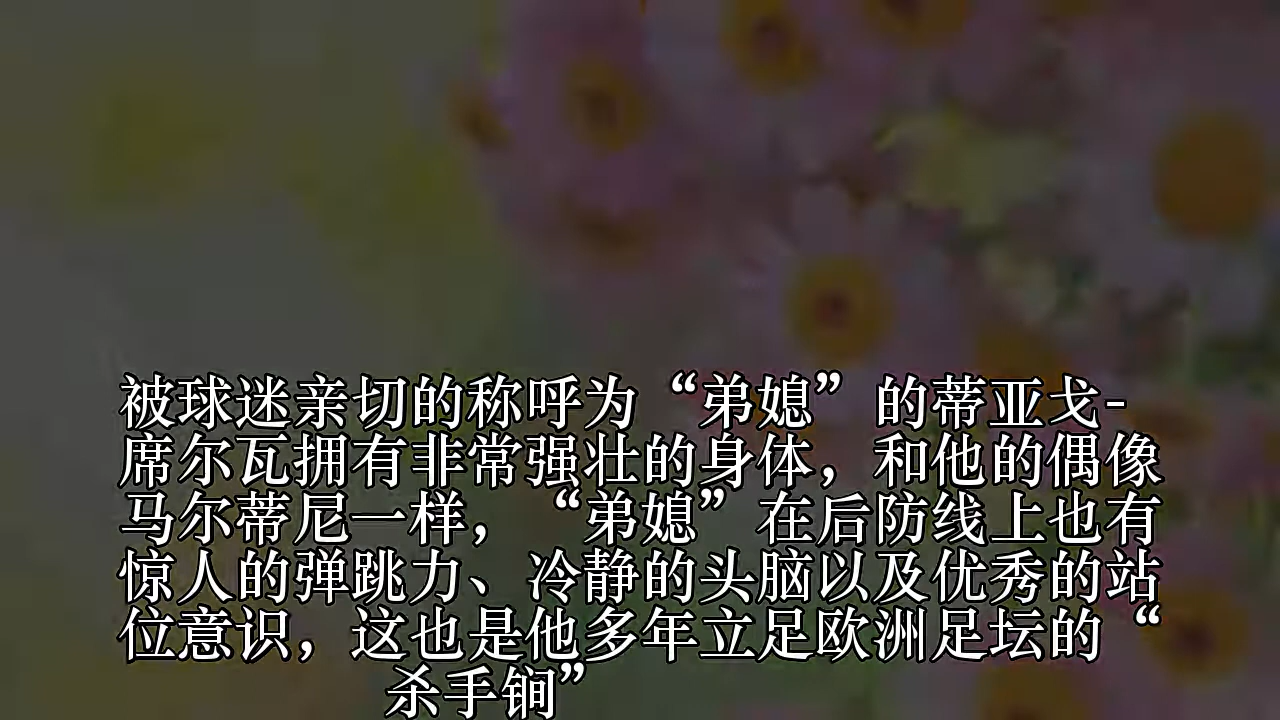 被球迷亲切的称呼为“弟媳”的蒂亚戈-
席尔瓦拥有非常强壮的身体，和他的偶像
马尔蒂尼一样，“弟媳”在后防线上也有
惊人的弹跳力、冷静的头脑以及优秀的站
位意识，这也是他多年立足欧洲足坛的“
杀手锏”